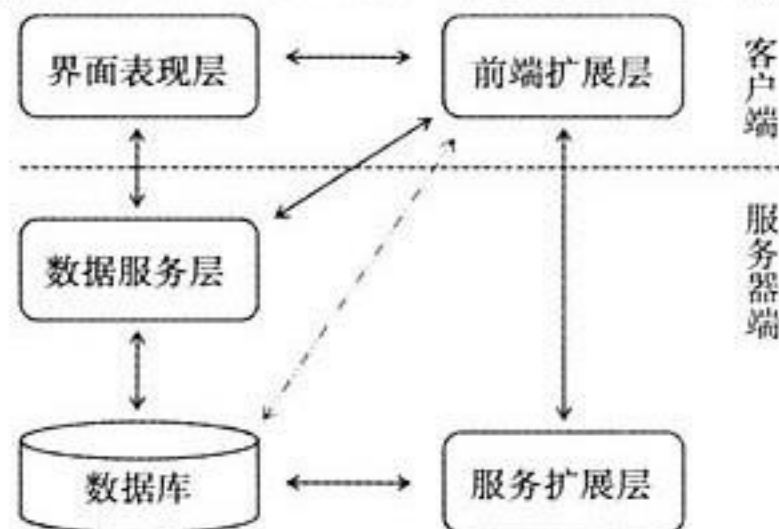 界面表现层
前端扩展层
客户端
数据服务层
服务器端
数据库
服务扩展层